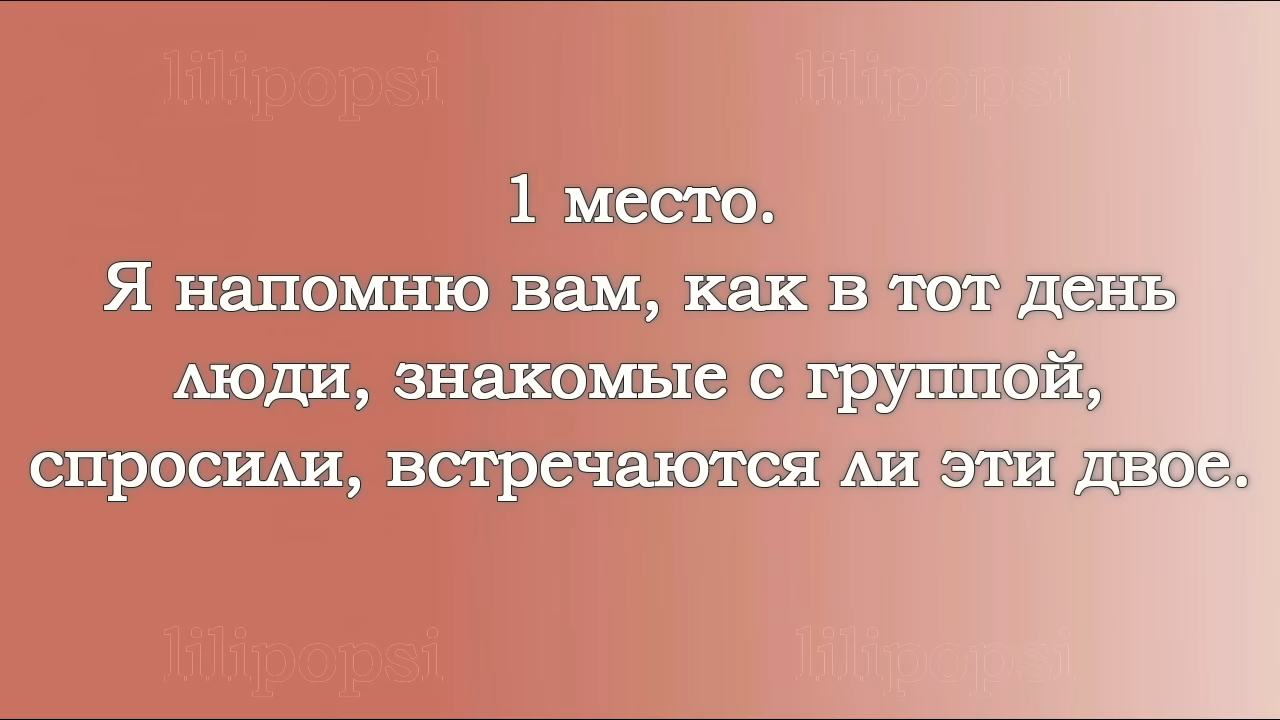 lilipopsi lilipopsi
1 место.
Я напомню вам, как в тот день
люди, знакомые с группой,
спросили, встречаются ли эти двое.
lilipopsi lilipopsi